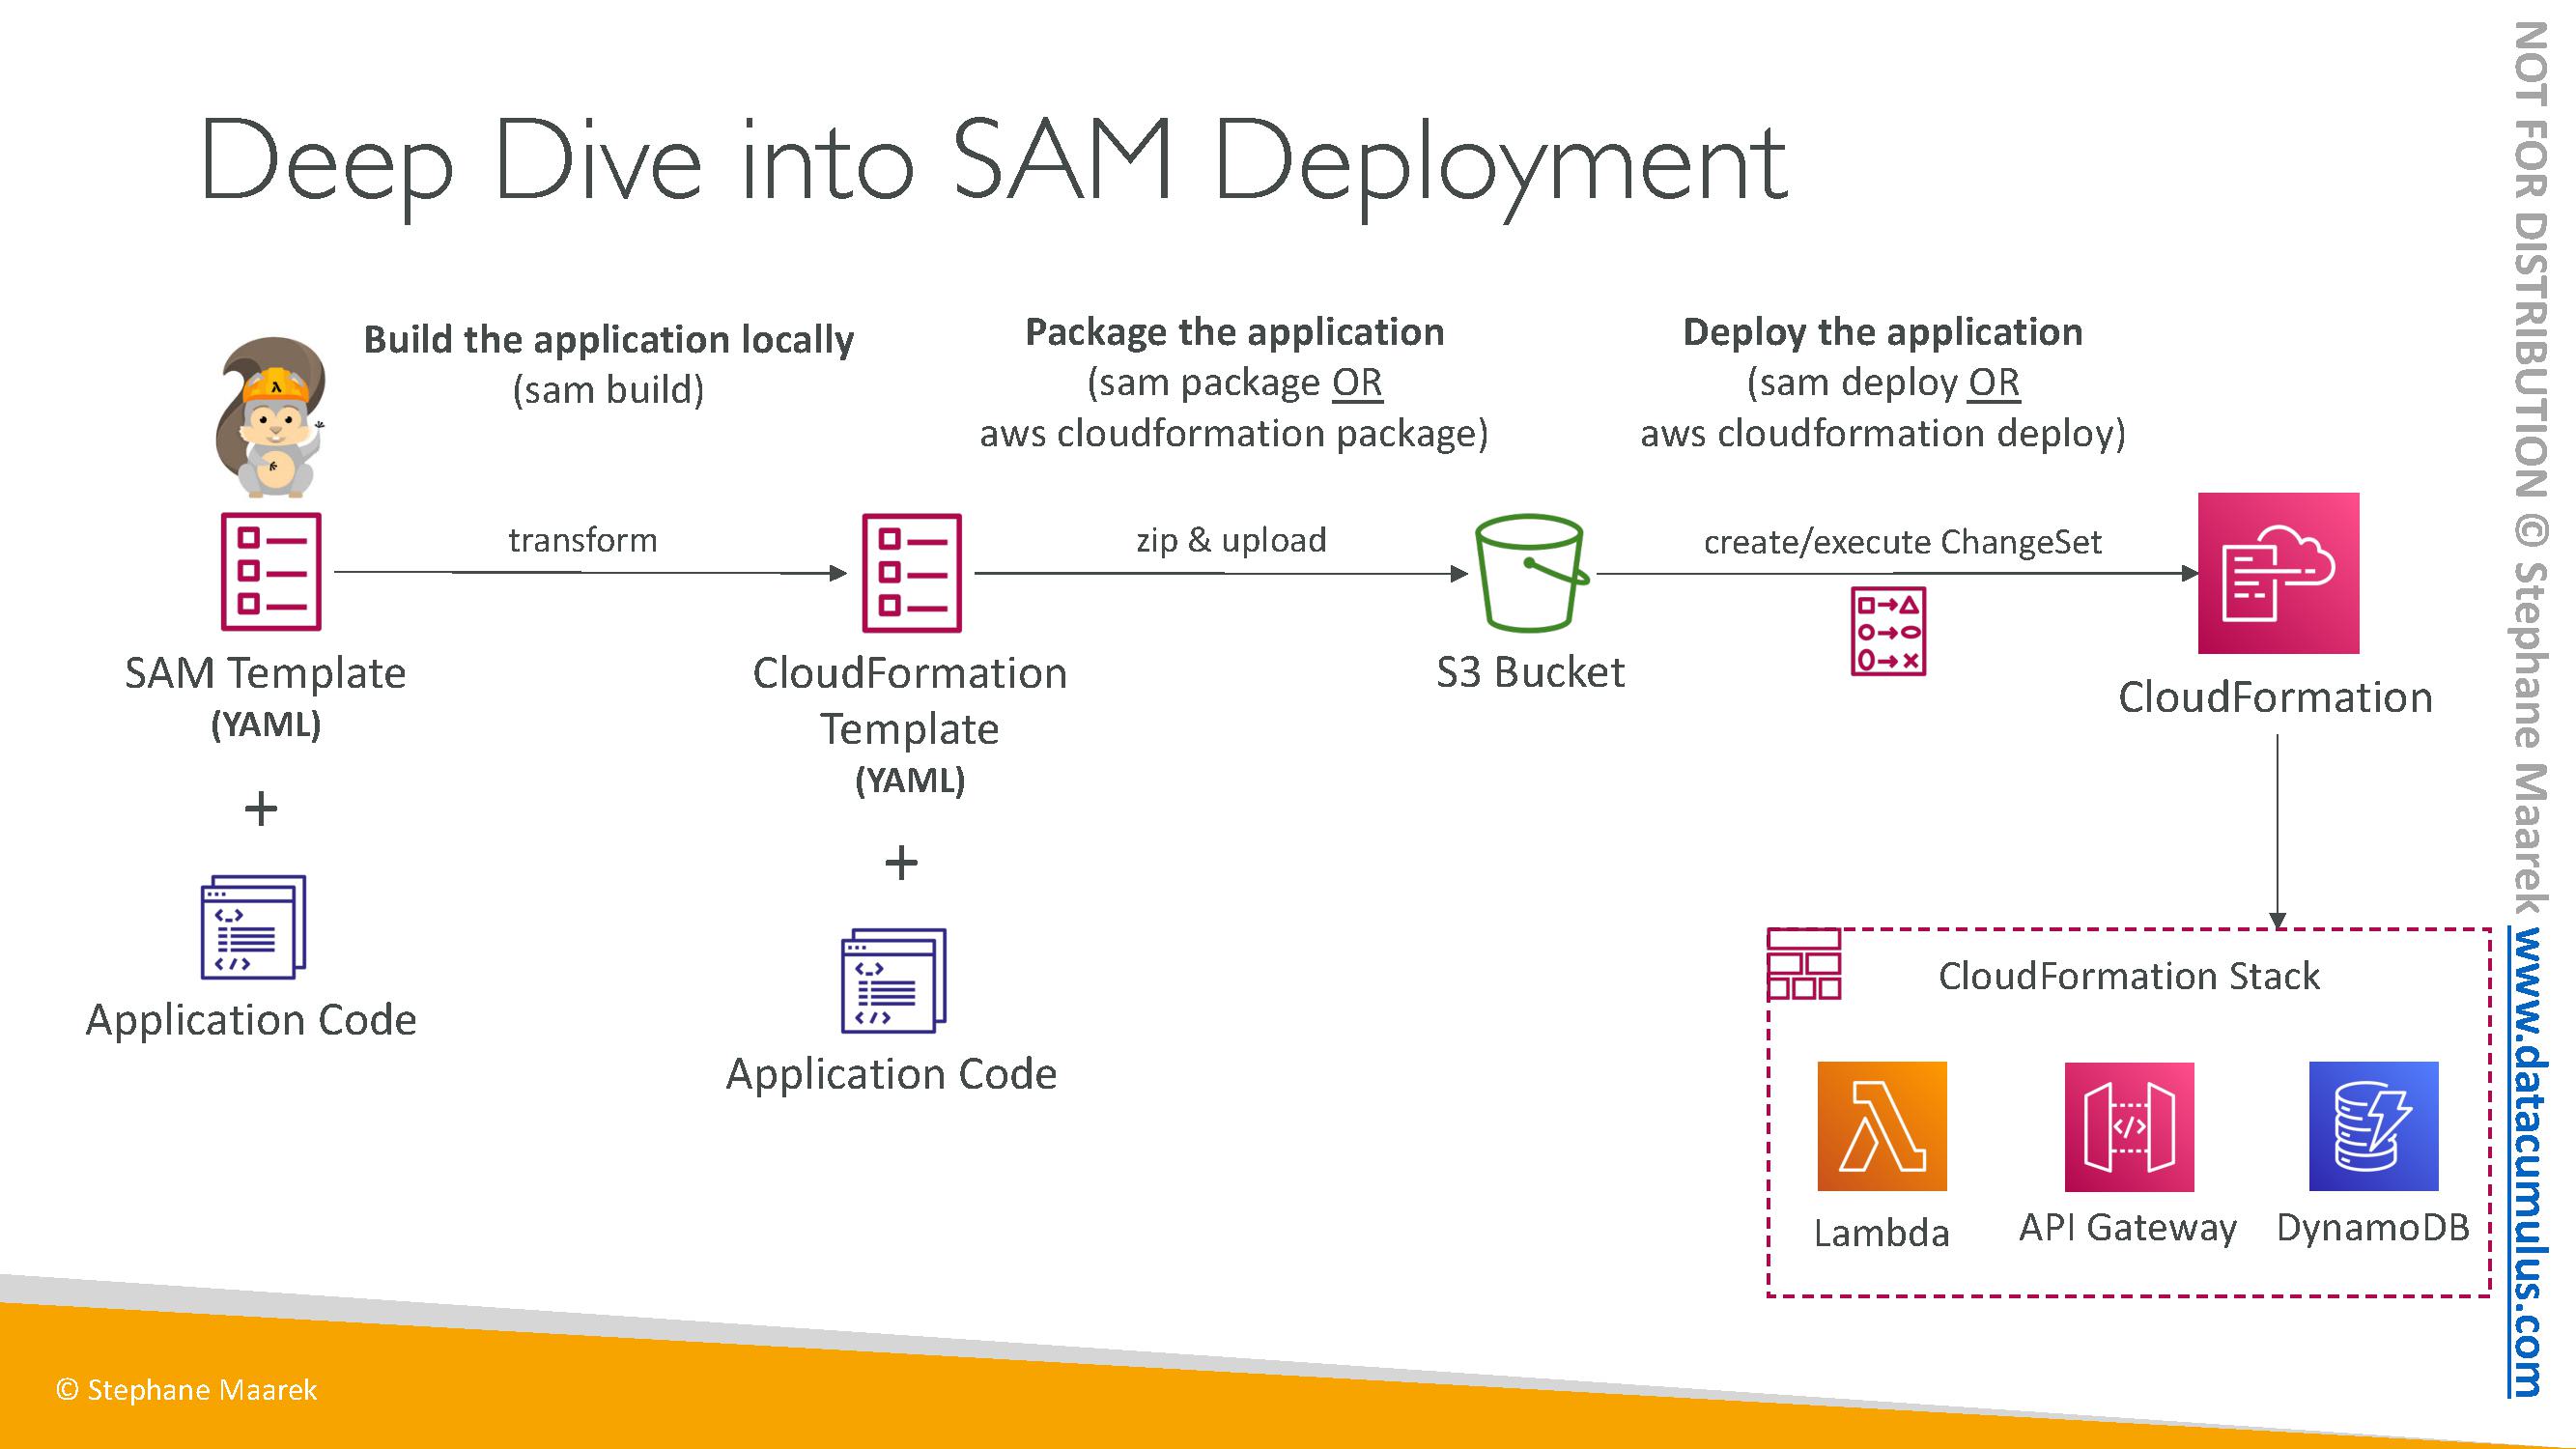 Deep Dive into SAM Deployment
Build the application locally
(sam build)
Package the application
(sam package OR
aws cloudformation package)
Deploy the application
(sam deploy OR
aws cloudformation deploy)
transform
zip & upload
create/execute ChangeSet
SAM Template
(YAML)
+
Application Code
CloudFormation
Template
(YAML)
+
Application Code
S3 Bucket
CloudFormation
CloudFormation Stack
λ
Lambda
API Gateway
DynamoDB
© Stephane Maarek
NOT FOR DISTRIBUTION © Stephane Maarek www.datacumulus.com